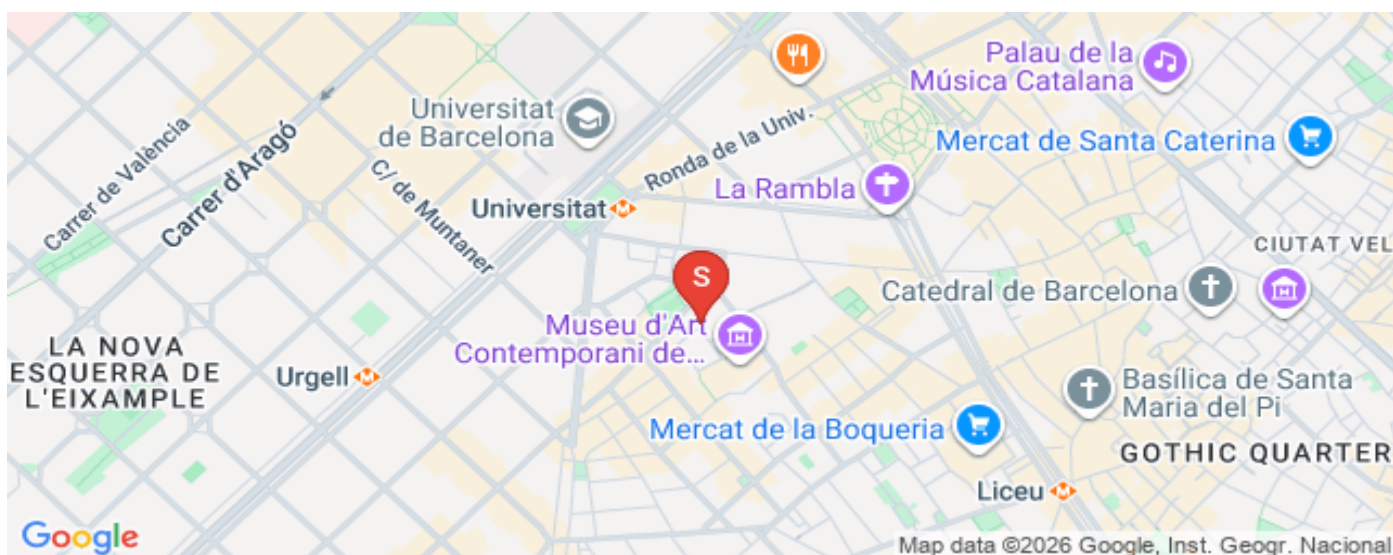 Palau de la
Música Catalana
Universitat
de Barcelona
Mercat de Santa Caterina
Ronda de la Univ.
Carrer de València
Carrer d'Aragó
C/ de Muntaner
La Rambla
Universitat
CIUTAT VEL
S
Catedral de Barcelona
Museu d'Art
Contemporani de...
LA NOVA
ESQUERRA DE
L'EIXAMPLE
Urgell
Basílica de Santa
Maria del Pi
Mercat de la Boqueria
GOTHIC QUARTER
Liceu
Google
Map data ©2026 Google, Inst. Geogr. Nacional